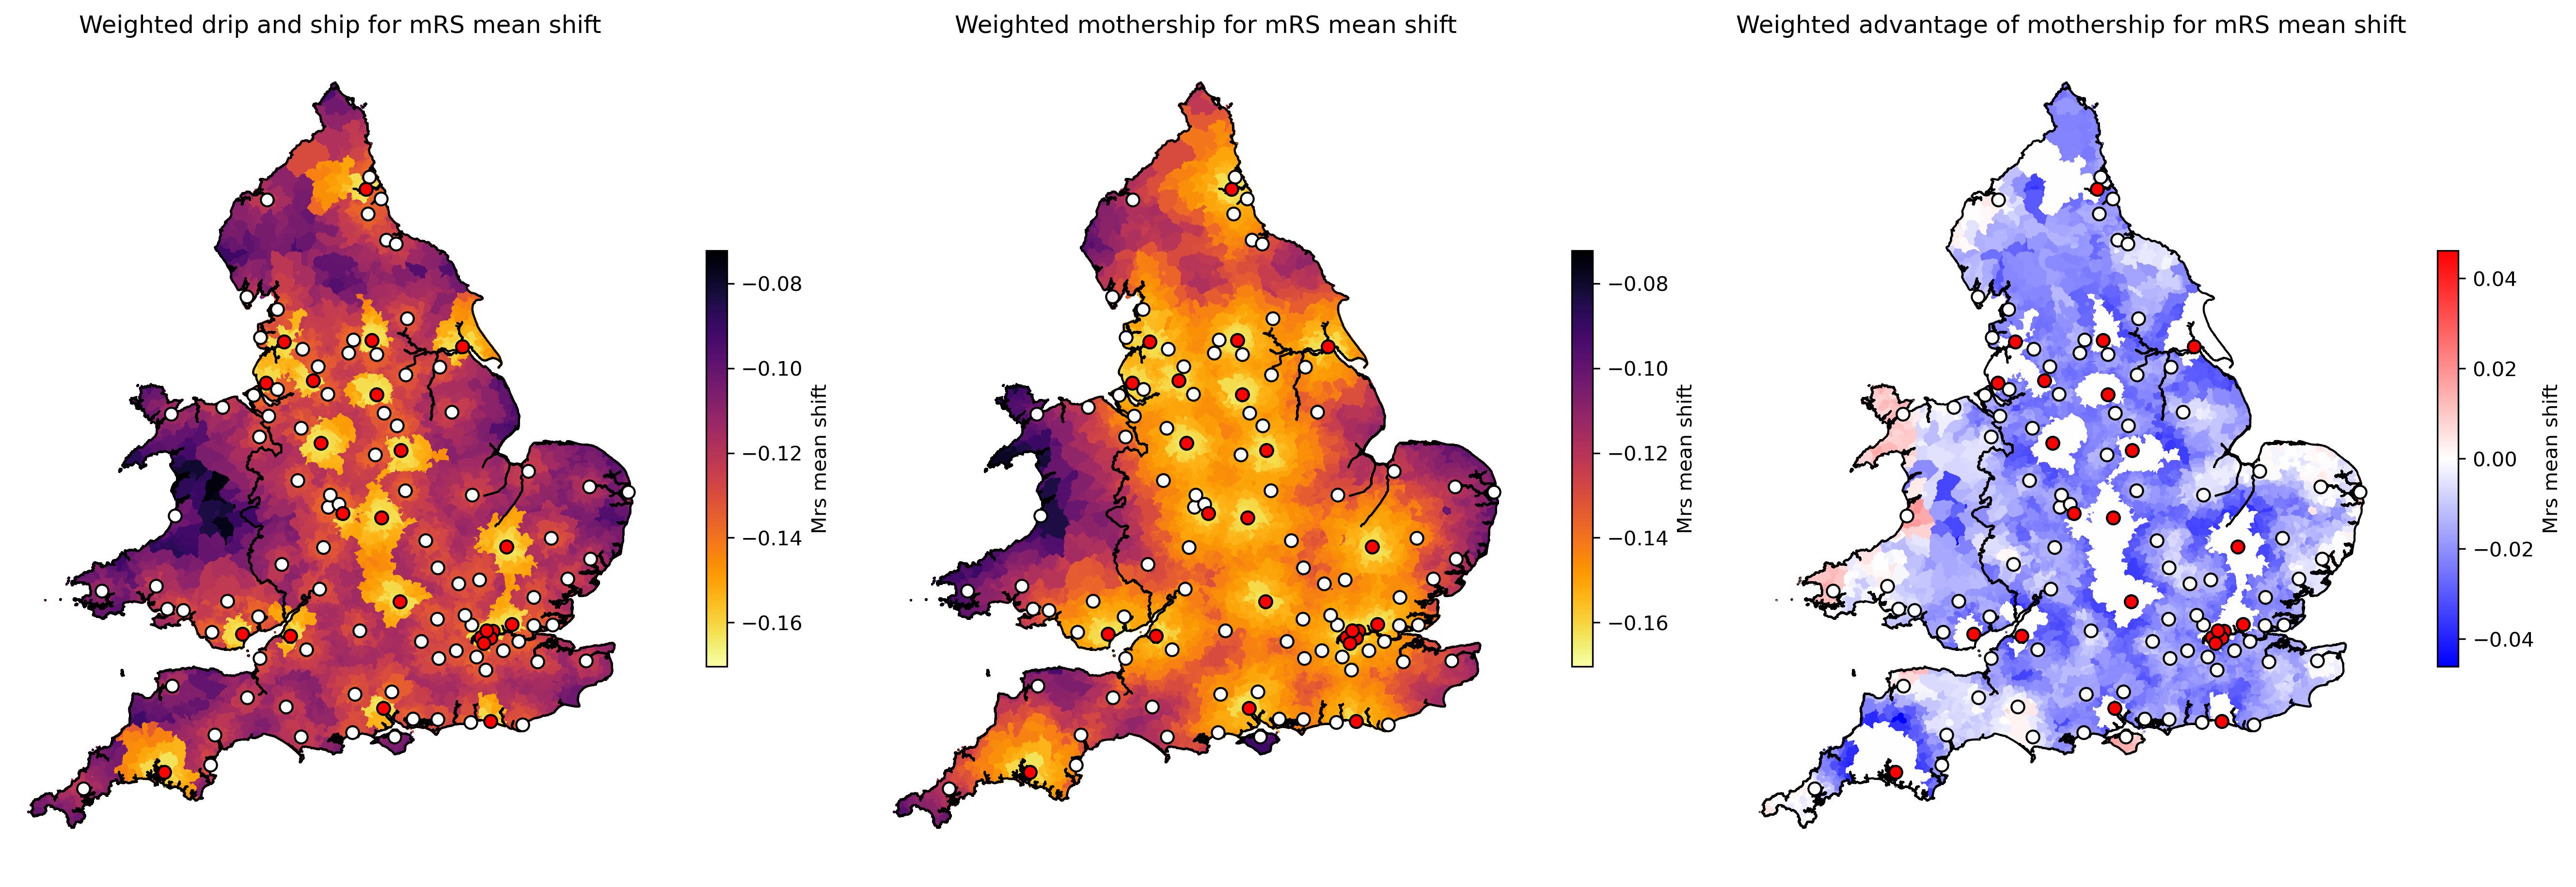 Weighted drip and ship for mRS mean shift
Weighted mothership for mRS mean shift
Weighted advantage of mothership for mRS mean shift
−0.08
−0.10
−0.12
−0.14
−0.16
Mrs mean shift
−0.08
−0.10
−0.12
−0.14
−0.16
Mrs mean shift
0.04
0.02
0.00
−0.02
−0.04
Mrs mean shift